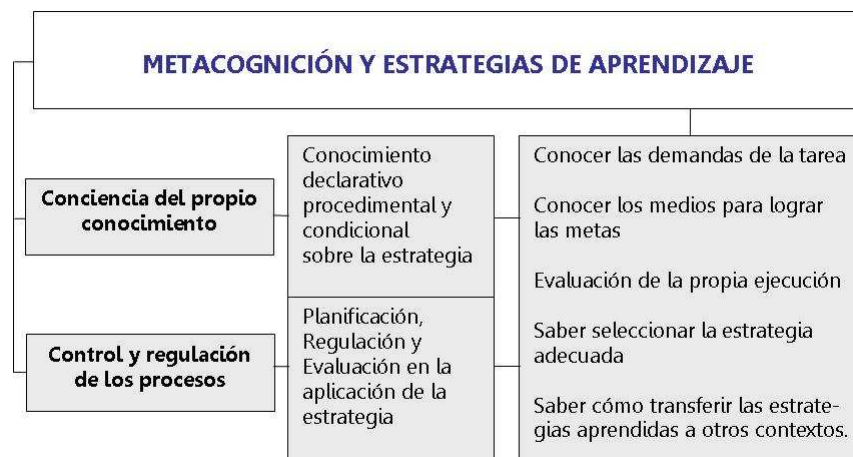 METACOGNICIÓN Y ESTRATEGIAS DE APRENDIZAJE
Conciencia del propio
conocimiento
Conocimiento
declarativo
procedimental y
condicional
sobre la estrategia
Control y regulación
de los procesos
Planificación,
Regulación y
Evaluación en la
aplicación de la
estrategia
Conocer las demandas de la tarea
Conocer los medios para lograr
las metas
Evaluación de la propia ejecución
Saber seleccionar la estrategia
adecuada
Saber cómo transferir las estrate-
gias aprendidas a otros contextos.